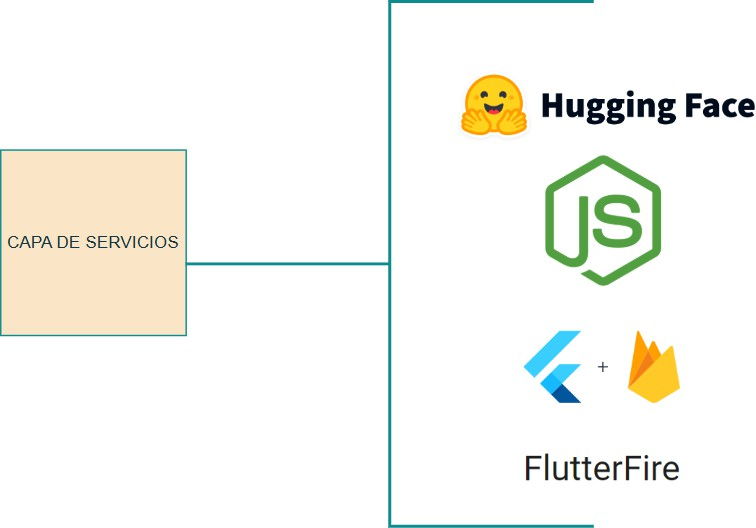 CAPA DE SERVICIOS
Hugging Face
JS
+
FlutterFire